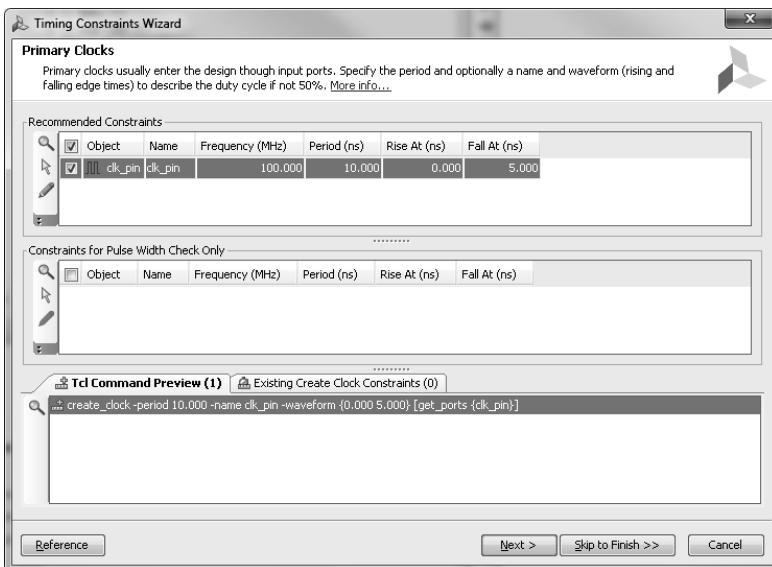 Timing Constraints Wizard
Primary Clocks
Primary clocks usually enter the design though input ports. Specify the period and optionally a name and waveform (rising and
falling edge times) to describe the duty cycle if not 50%. More info...
Recommended Constraints
Object Name Frequency (MHz) Period (ns) Rise At (ns) Fall At (ns)
clk_pin clk_pin 100.000 10.000 0.000 5.000
Constraints for Pulse Width Check Only
Object Name Frequency (MHz) Period (ns) Rise At (ns) Fall At (ns)
Tcl Command Preview (1) Existing Create Clock Constraints (0)
create_clock -period 10.000 -name clk_pin -waveform {0.000 5.000} [get_ports {clk_pin}]
Reference Next > Skip to Finish >> Cancel